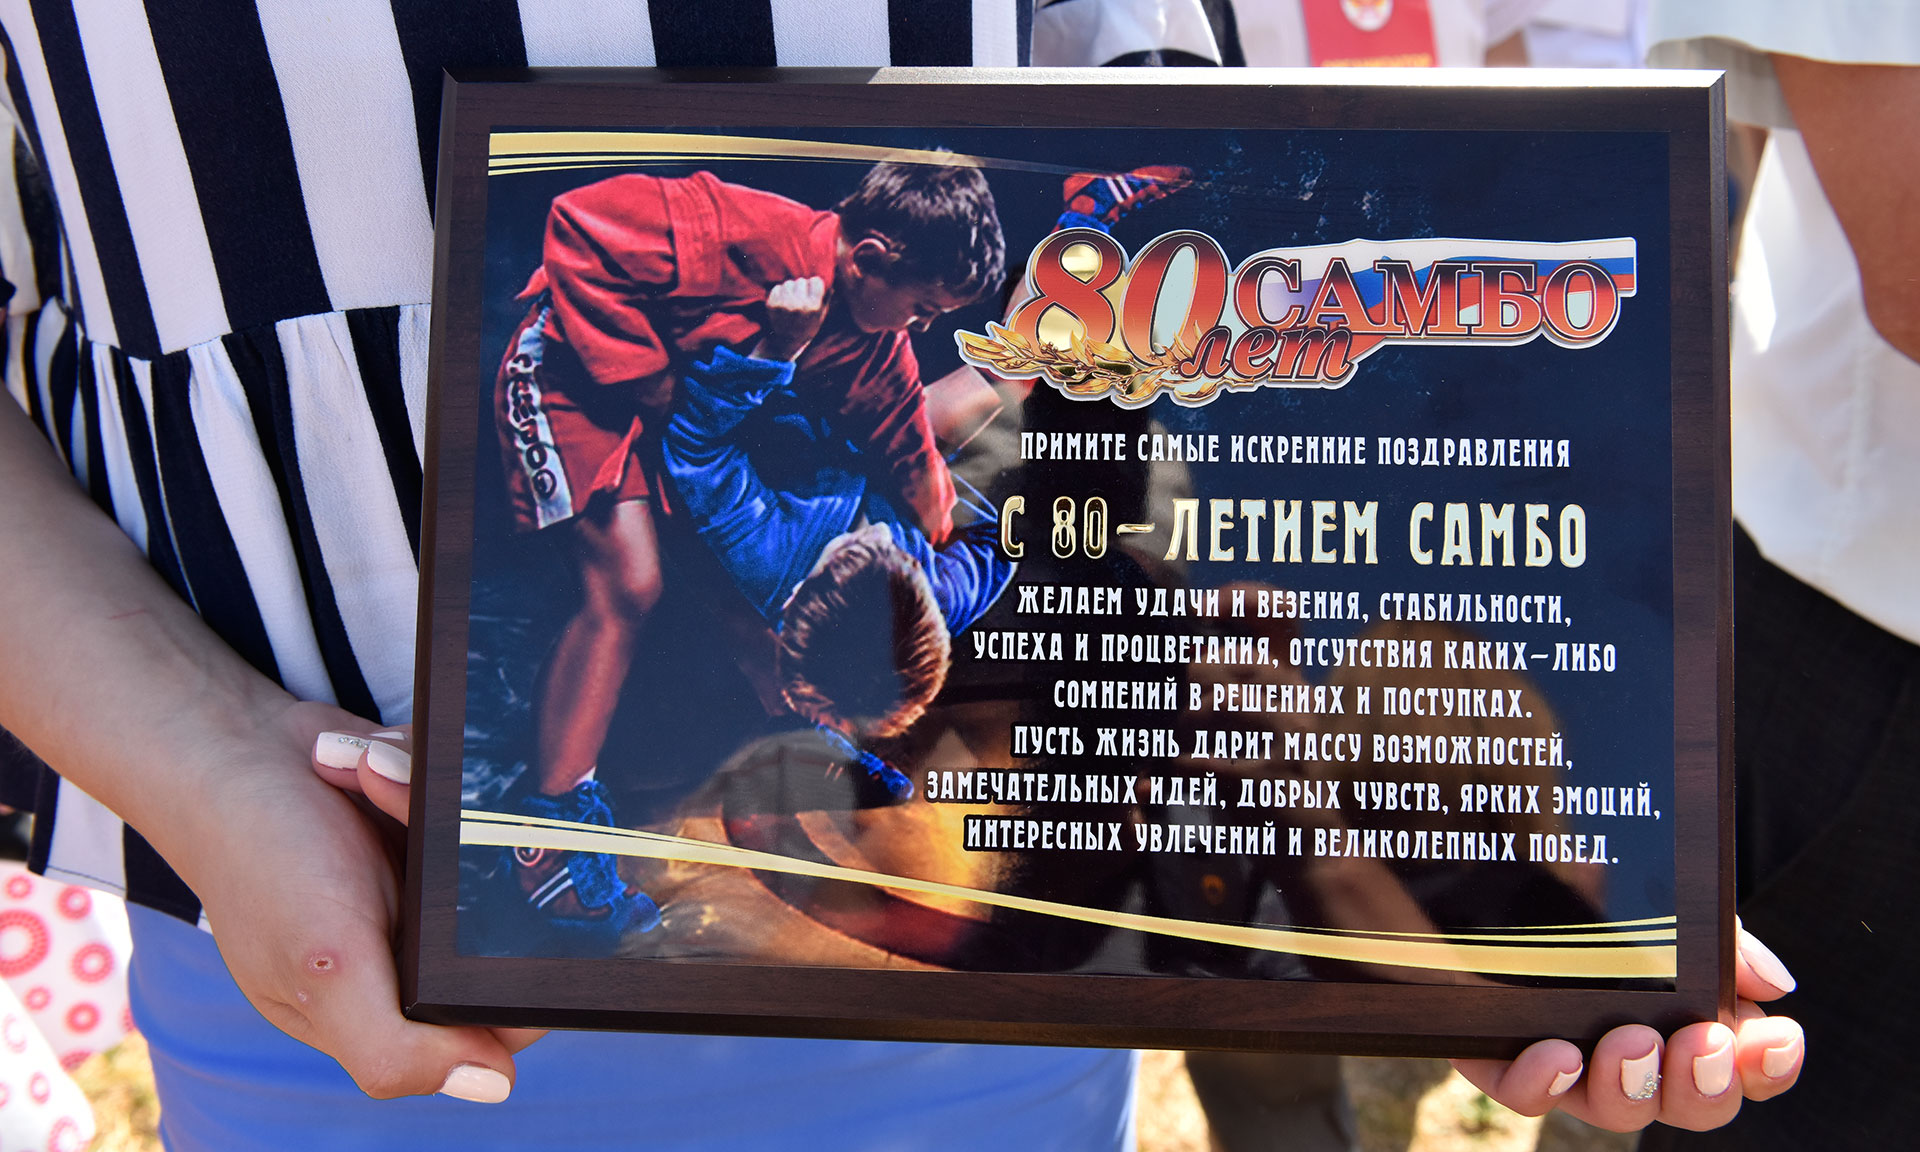 80 лет САМБО
ПРИМИТЕ САМЫЕ ИСКРЕННИЕ ПОЗДРАВЛЕНИЯ
С 80-ЛЕТИЕМ САМБО
ЖЕЛАЕМ УДАЧИ И ВЕЗЕНИЯ, СТАБИЛЬНОСТИ,
УСПЕХА И ПРОЦВЕТАНИЯ, ОТСУТСТВИЯ КАКИХ-ЛИБО
СОМНЕНИЙ В РЕШЕНИЯХ И ПОСТУПКАХ.
ПУСТЬ ЖИЗНЬ ДАРИТ МАССУ ВОЗМОЖНОСТЕЙ,
ЗАМЕЧАТЕЛЬНЫХ ИДЕЙ, ДОБРЫХ ЧУВСТВ, ЯРКИХ ЭМОЦИЙ,
ИНТЕРЕСНЫХ УВЛЕЧЕНИЙ И ВЕЛИКОЛЕПНЫХ ПОБЕД.